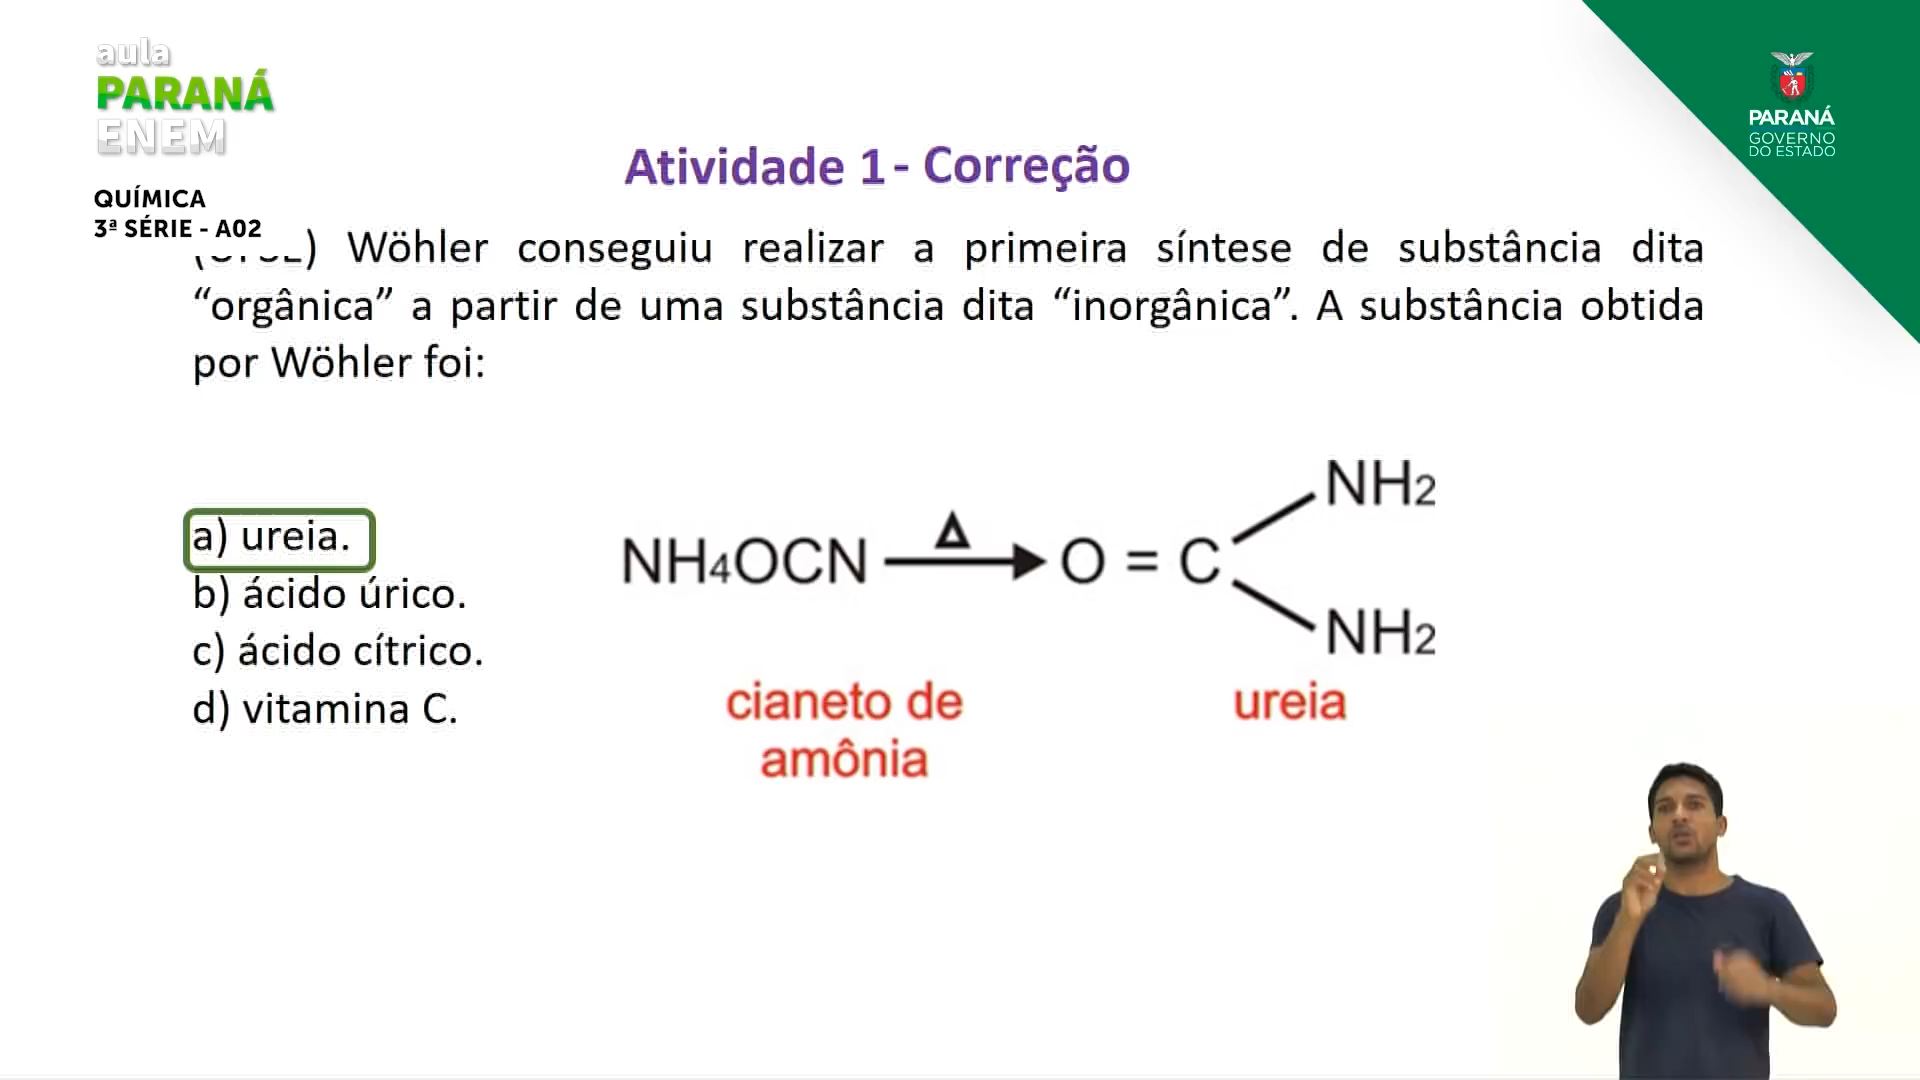 aula
PARANÁ
ENEM
PARANÁ
GOVERNO
DO ESTADO
QUÍMICA
3ª SÉRIE - A02
Atividade 1 - Correção
Wöhler conseguiu realizar a primeira síntese de substância dita
“orgânica” a partir de uma substância dita “inorgânica”. A substância obtida
por Wöhler foi:
a) ureia.
b) ácido úrico.
c) ácido cítrico.
d) vitamina C.
NH2
NH4OCN Δ O = C
NH2
cianeto de
amônia
ureia